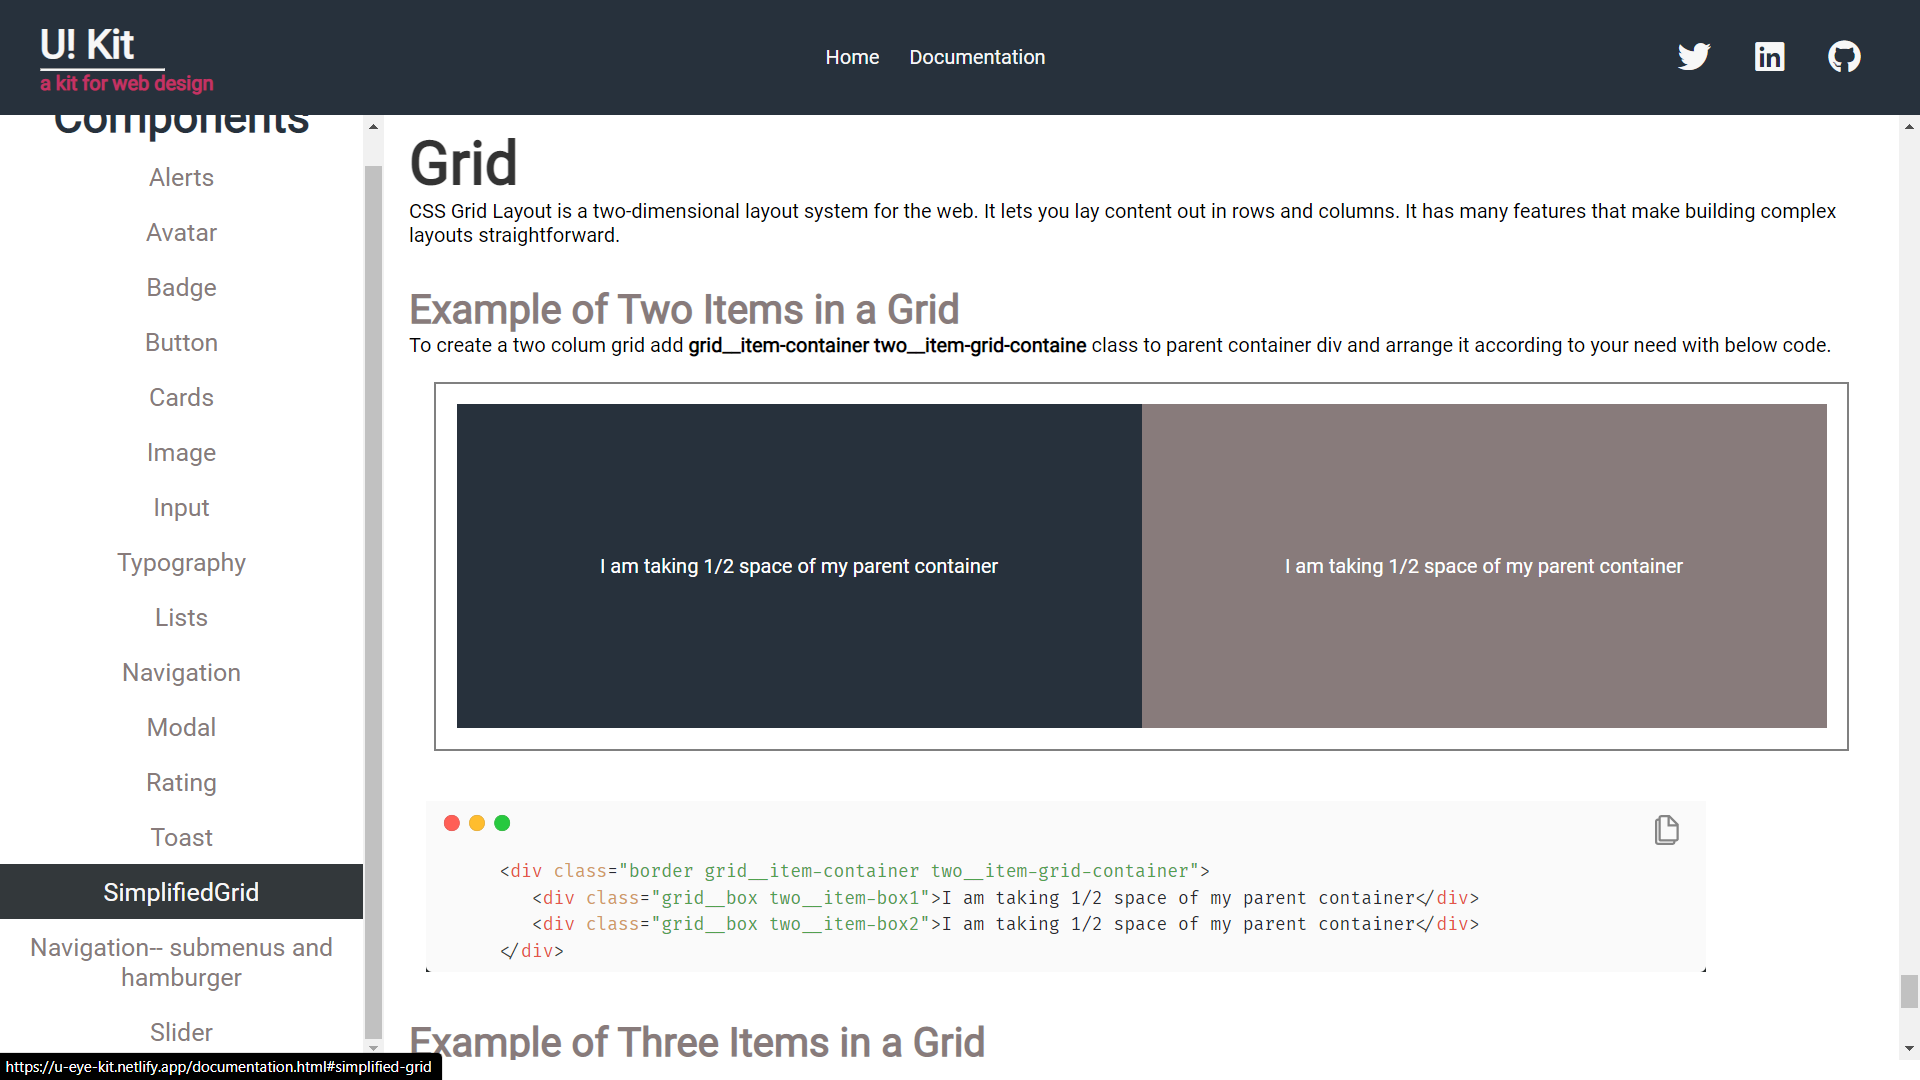 U! Kit
a kit for web design
Home
Documentation
Components
Alerts
Avatar
Badge
Button
Cards
Image
Input
Typography
Lists
Navigation
Modal
Rating
Toast
SimplifiedGrid
Navigation-- submenus and
hamburger
Slider
Grid
CSS Grid Layout is a two-dimensional layout system for the web. It lets you lay content out in rows and columns. It has many features that make building complex
layouts straightforward.
Example of Two Items in a Grid
To create a two colum grid add grid__item-container two__item-grid-containe class to parent container div and arrange it according to your need with below code.
I am taking 1/2 space of my parent container
I am taking 1/2 space of my parent container
<div class="border grid__item-container two__item-grid-container">
<div class="grid__box two__item-box1">I am taking 1/2 space of my parent container</div>
<div class="grid__box two__item-box2">I am taking 1/2 space of my parent container</div>
</div>
Example of Three Items in a Grid
https://u-eye-kit.netlify.app/documentation.html#simplified-grid